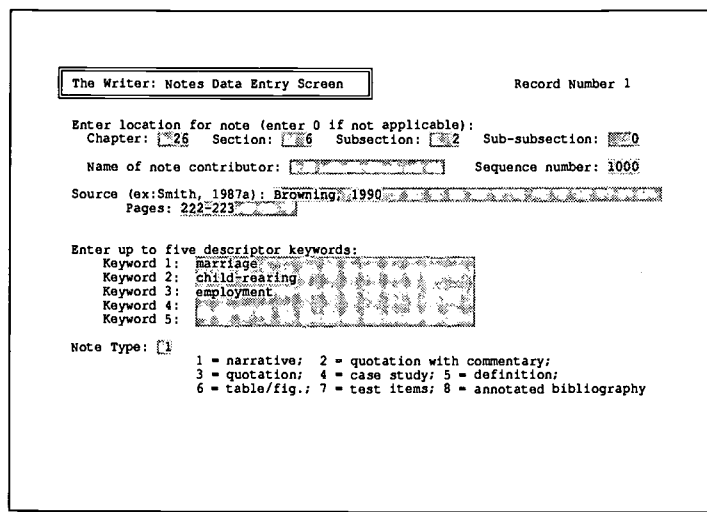 The Writer: Notes Data Entry Screen Record Number 1
Enter location for note (enter 0 if not applicable):
Chapter: 26 Section: 6 Subsection: 2 Sub-subsection: 0
Name of note contributor: Sequence number: 1000
Source (ex:Smith, 1987a): Browning, 1990
Pages: 222-223
Enter up to five descriptor keywords:
Keyword 1: marriage
Keyword 2: child-rearing
Keyword 3: employment
Keyword 4:
Keyword 5:
Note Type: 1
1 = narrative; 2 = quotation with commentary;
3 = quotation; 4 = case study; 5 = definition;
6 = table/fig.; 7 = test items; 8 = annotated bibliography